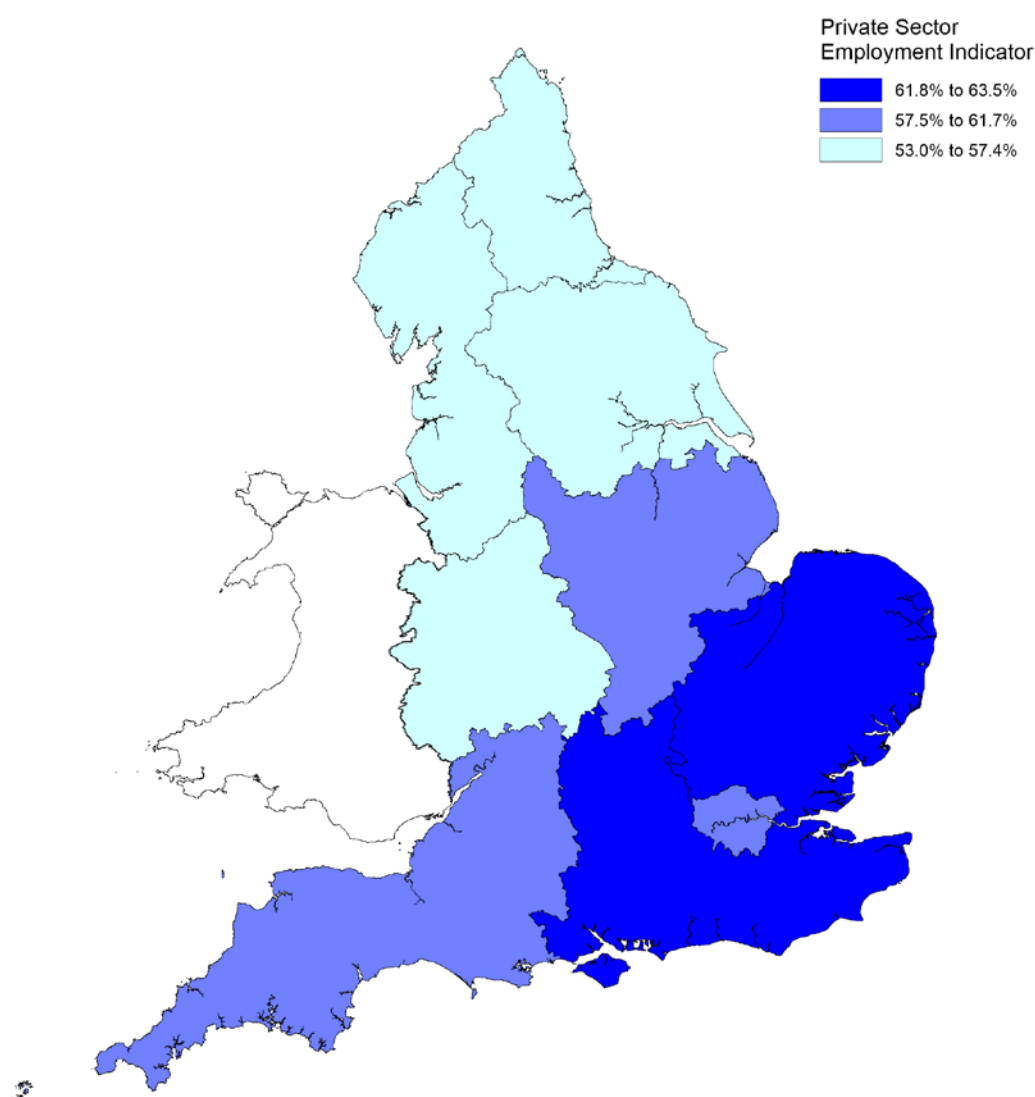 Private Sector
Employment Indicator
61.8% to 63.5%
57.5% to 61.7%
53.0% to 57.4%